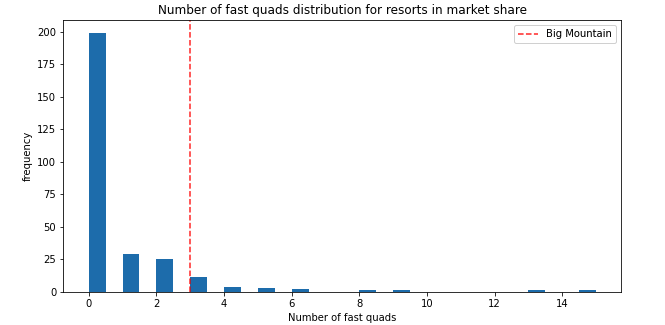 Number of fast quads distribution for resorts in market share
Big Mountain
200
175
150
125
100
75
50
25
0
frequency
0 2 4 6 8 10 12 14
Number of fast quads